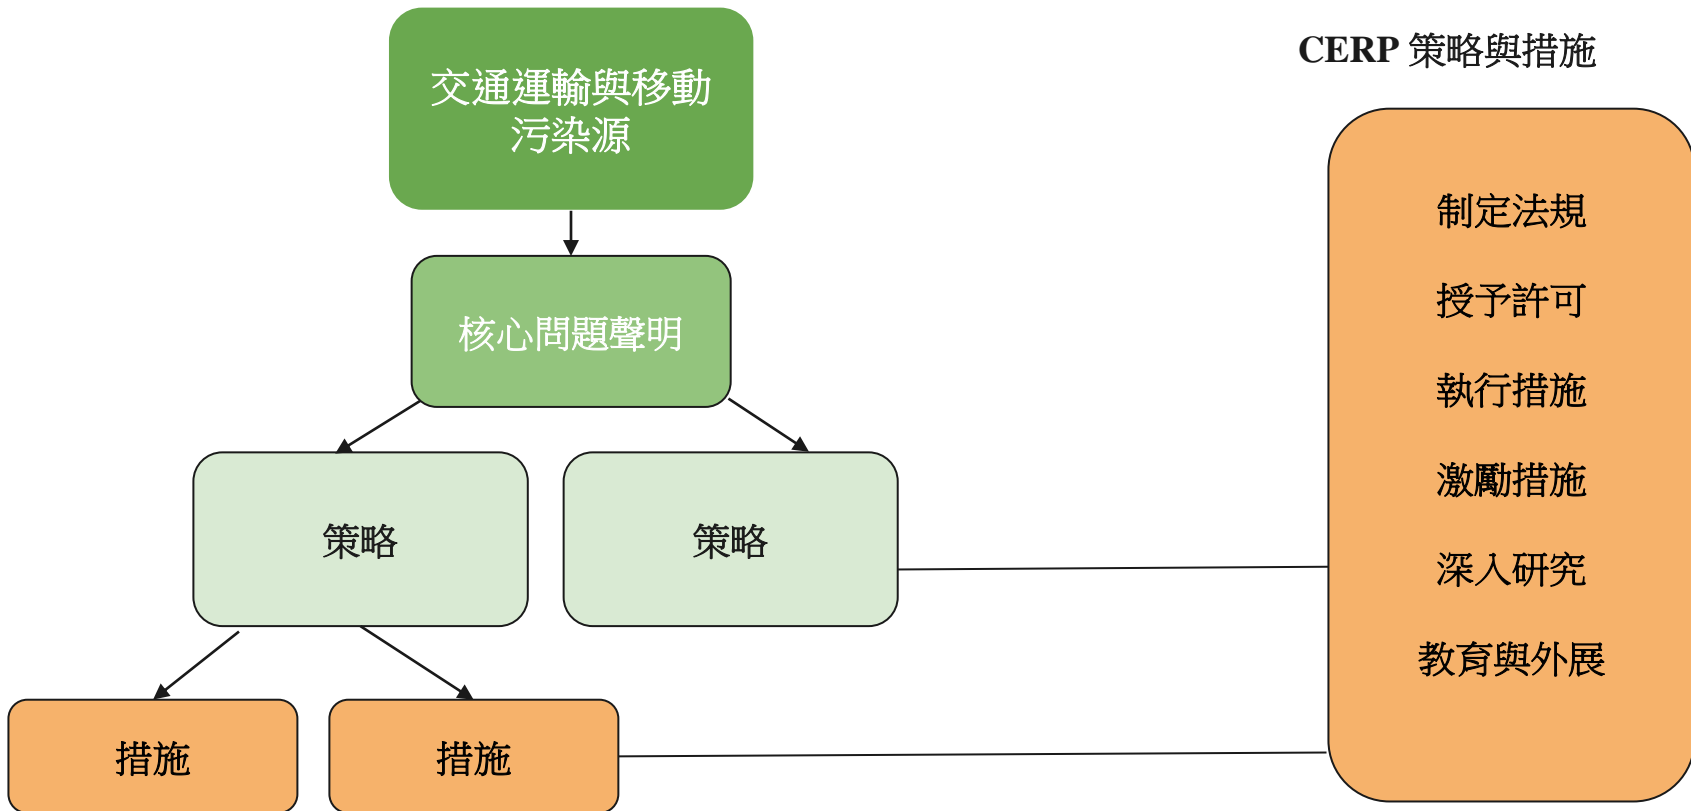 交通運輸與移動
污染源
核心問題聲明
策略
策略
措施
措施
CERP 策略與措施
制定法規
授予許可
執行措施
激勵措施
深入研究
教育與外展